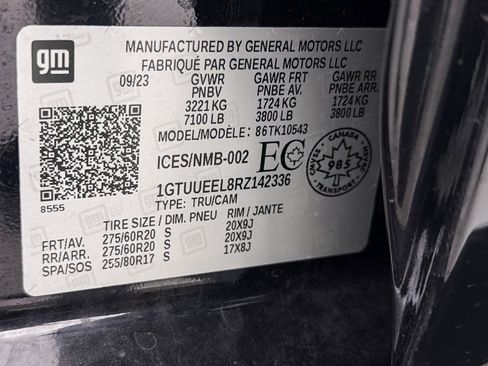 gm
MANUFACTURED BY GENERAL MOTORS LLC
FABRIQUÉ PAR GENERAL MOTORS LLC
09/23 GVWR GAWR FRT GAWR RR
PNBV PNBE AV. PNBE ARR.
3221 KG 1724 KG 1724 KG
7100 LB 3800 LB 3800 LB
MODEL/MODÈLE: 86TK10543
ICES/NMB-002 EC
CANADA
985
GVSM/NSVAC
8555
1GTUUEEL8RZ142336
TYPE: TRU/CAM
TIRE SIZE / DIM. PNEU RIM / JANTE
FRT/AV. 275/60R20 S 20X9J
RR/ARR. 275/60R20 S 20X9J
SPA/SOS 255/80R17 S 17X8J